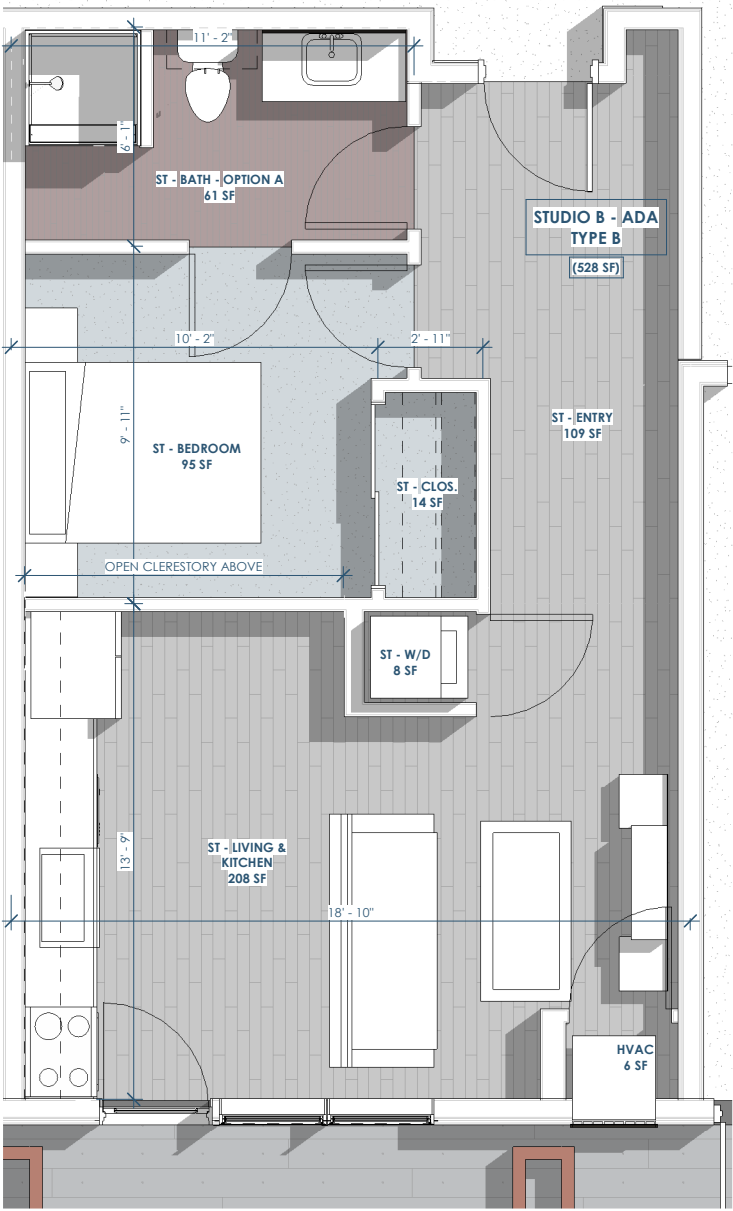 11' - 2"
6' - 1"
ST - BATH - OPTION A
61 SF
STUDIO B - ADA
TYPE B
(528 SF)
10' - 2"
2' - 11"
9' - 11"
ST - BEDROOM
95 SF
ST - ENTRY
109 SF
ST - CLOS.
14 SF
OPEN CLERESTORY ABOVE
ST - W/D
8 SF
13' - 9"
ST - LIVING &
KITCHEN
208 SF
18' - 10"
HVAC
6 SF